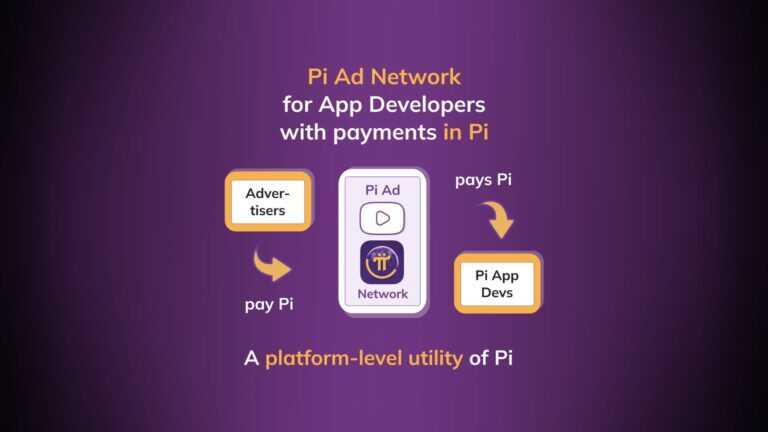 Pi Ad Network
for App Developers
with payments in Pi
Adver-
tisers
pay Pi
Pi Ad
Network
pays Pi
Pi App
Devs
A platform-level utility of Pi